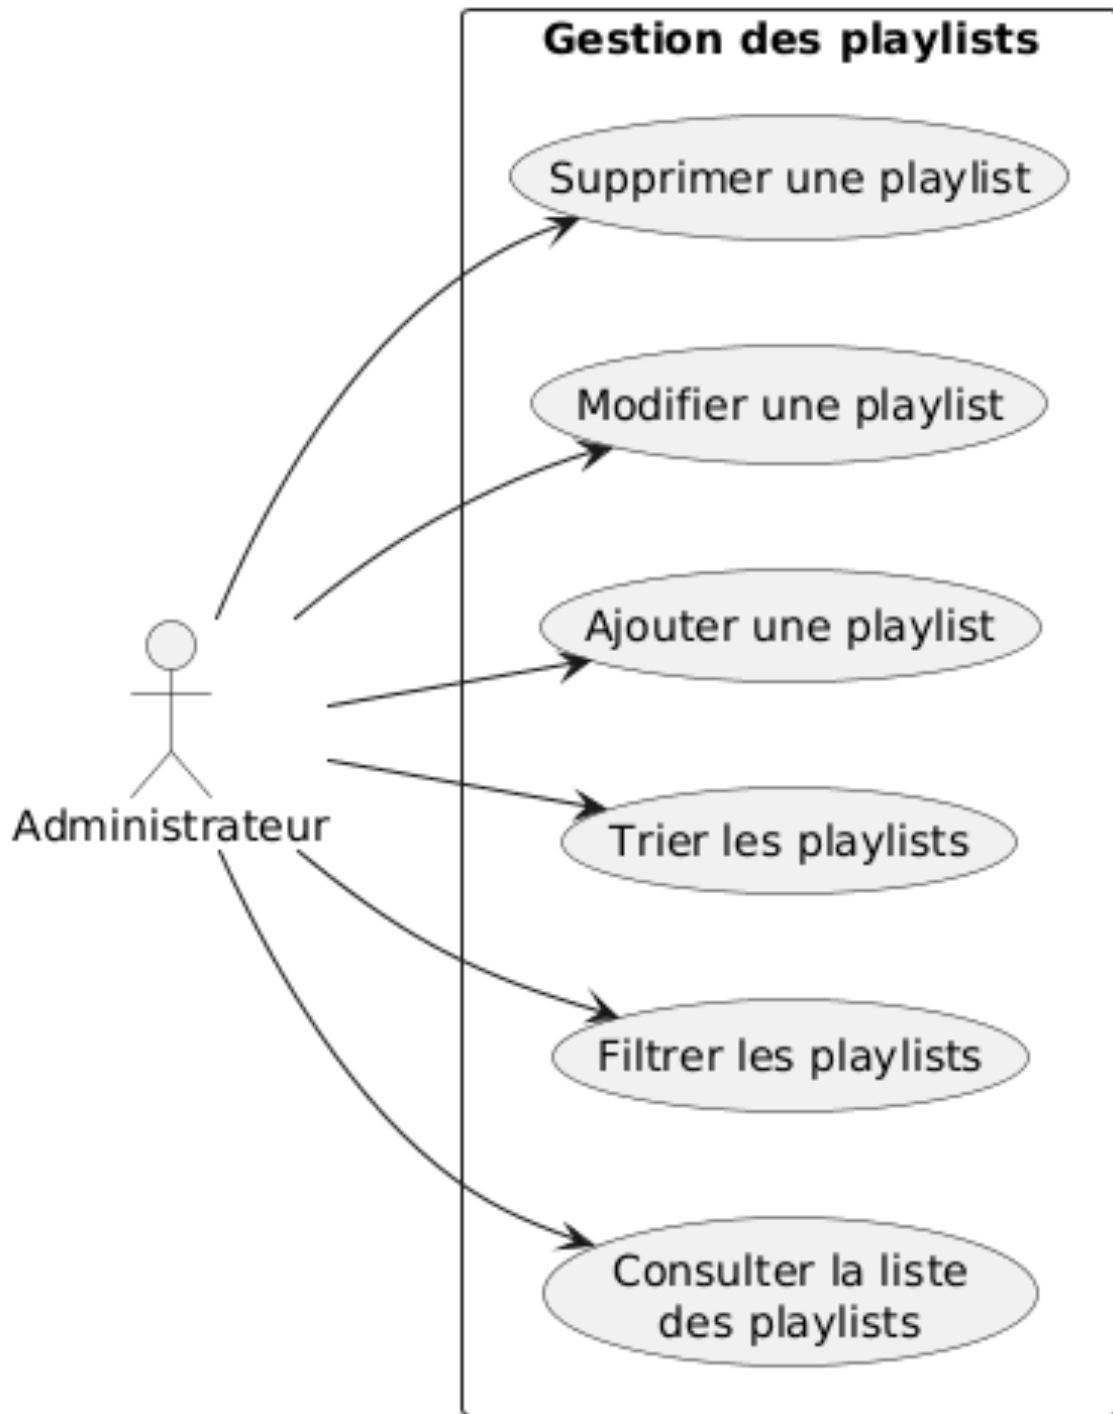 Gestion des playlists
Supprimer une playlist
Modifier une playlist
Ajouter une playlist
Trier les playlists
Administrateur
Filtrer les playlists
Consulter la liste
des playlists